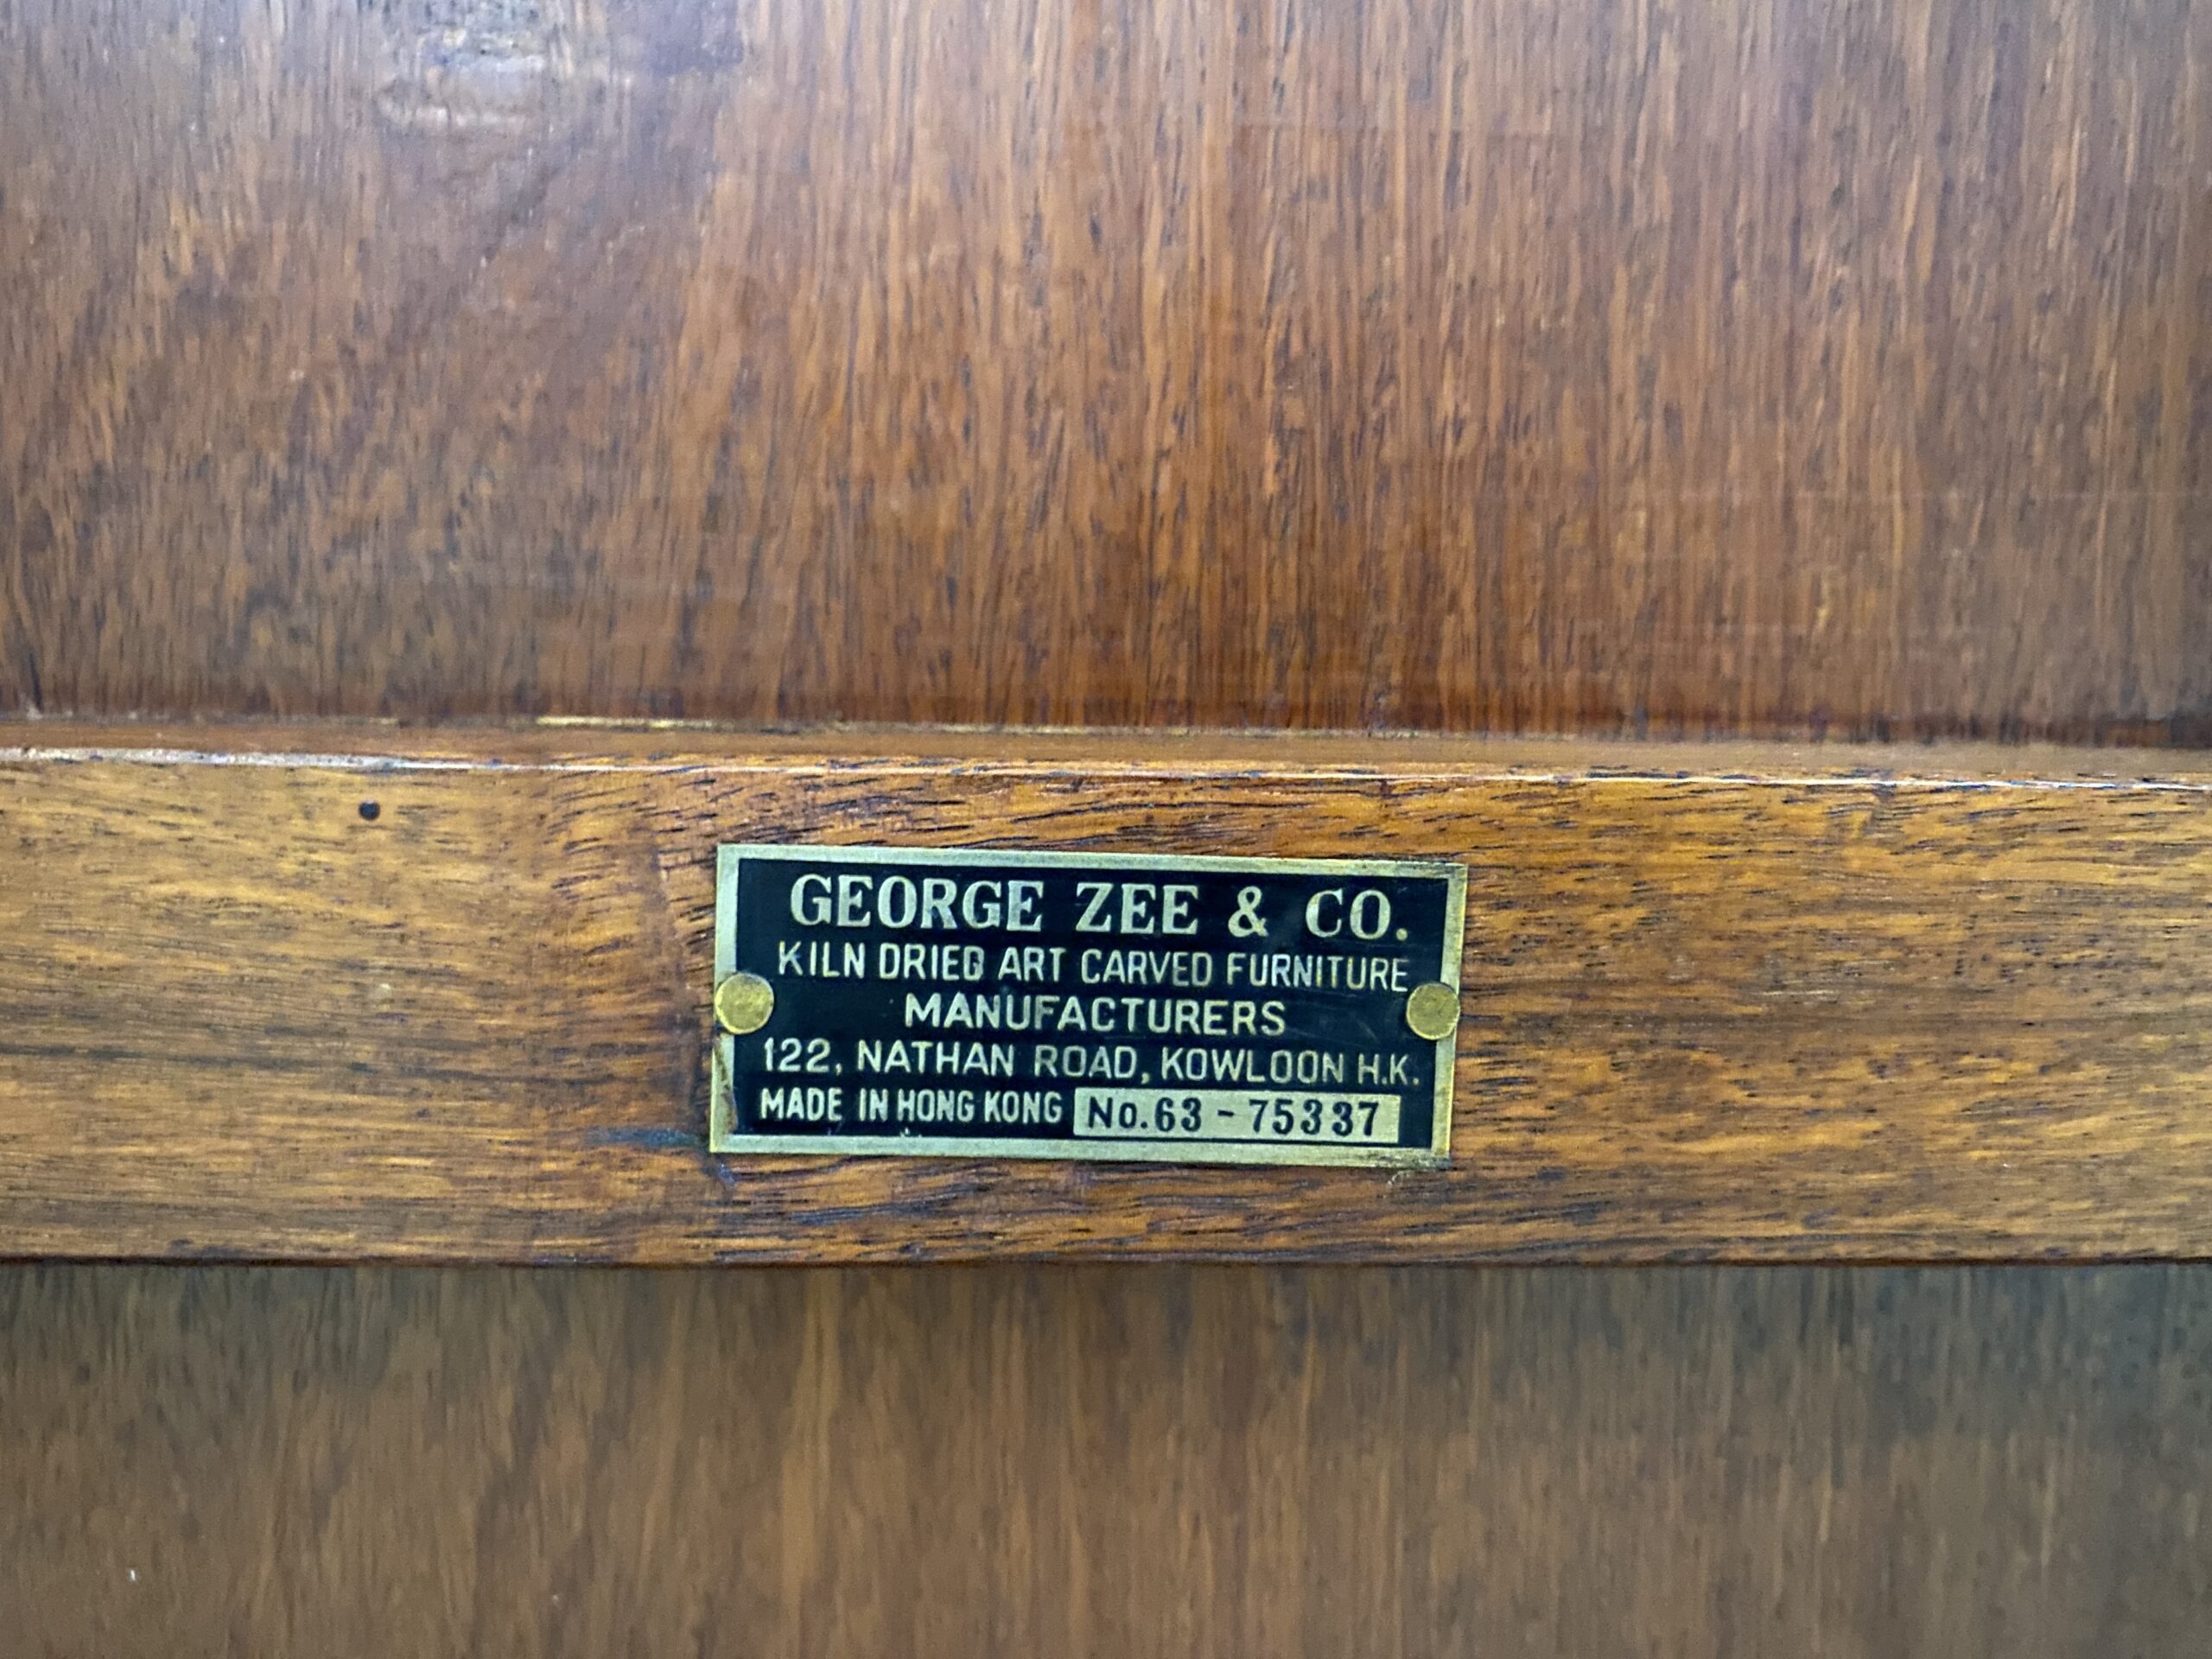 GEORGE ZEE & CO.
KILN DRIED ART CARVED FURNITURE
MANUFACTURERS
122, NATHAN ROAD, KOWLOON H.K.
MADE IN HONG KONG No.63 - 75337